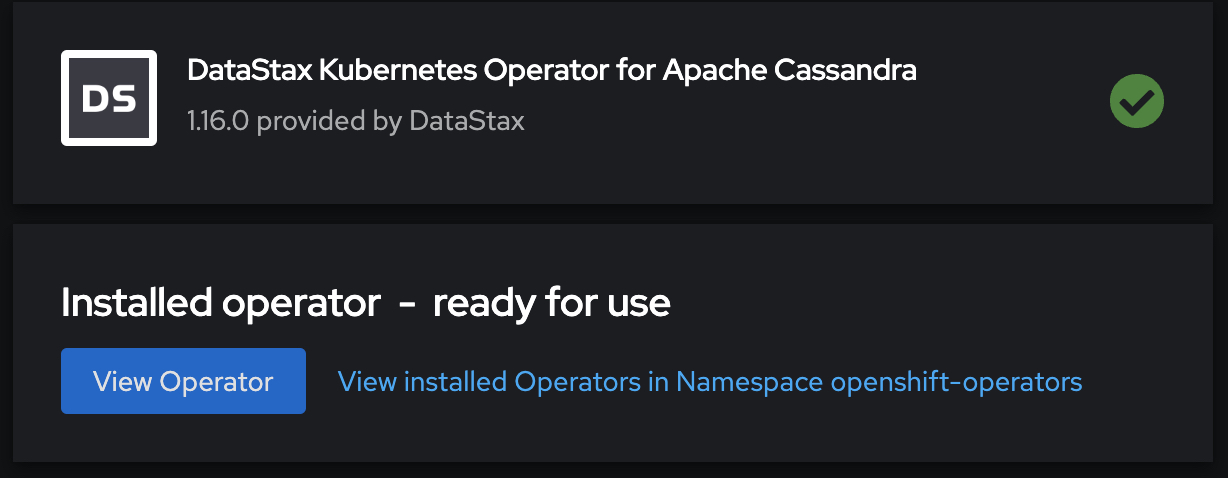 DS
DataStax Kubernetes Operator for Apache Cassandra
1.16.0 provided by DataStax
Installed operator - ready for use
View Operator
View installed Operators in Namespace openshift-operators